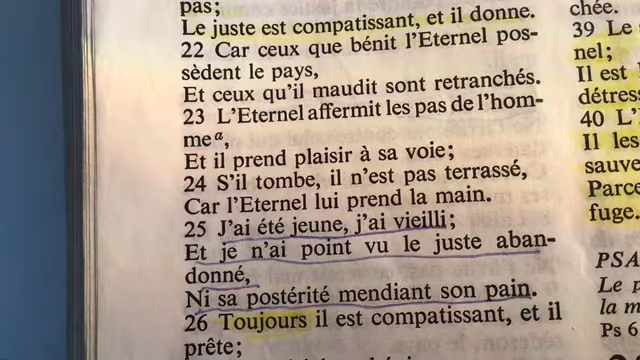 pas;
Le juste est compatissant, et il donne.
22 Car ceux que bénit l'Eternel pos-
sèdent le pays,
Et ceux qu'il maudit sont retranchés.
23 L'Eternel affermit les pas de l'hom-
meᵃ,
Et il prend plaisir à sa voie;
24 S'il tombe, il n'est pas terrassé,
Car l'Eternel lui prend la main.
25 J'ai été jeune, j'ai vieilli;
Et je n'ai point vu le juste aban-
donné,
Ni sa postérité mendiant son pain.
26 Toujours il est compatissant, et il
prête;
chée.
39 Le
nel;
Il est
détress
40 L'
Il les
sauve
Parce
fuge.
PSA
Le
la m
Ps 6